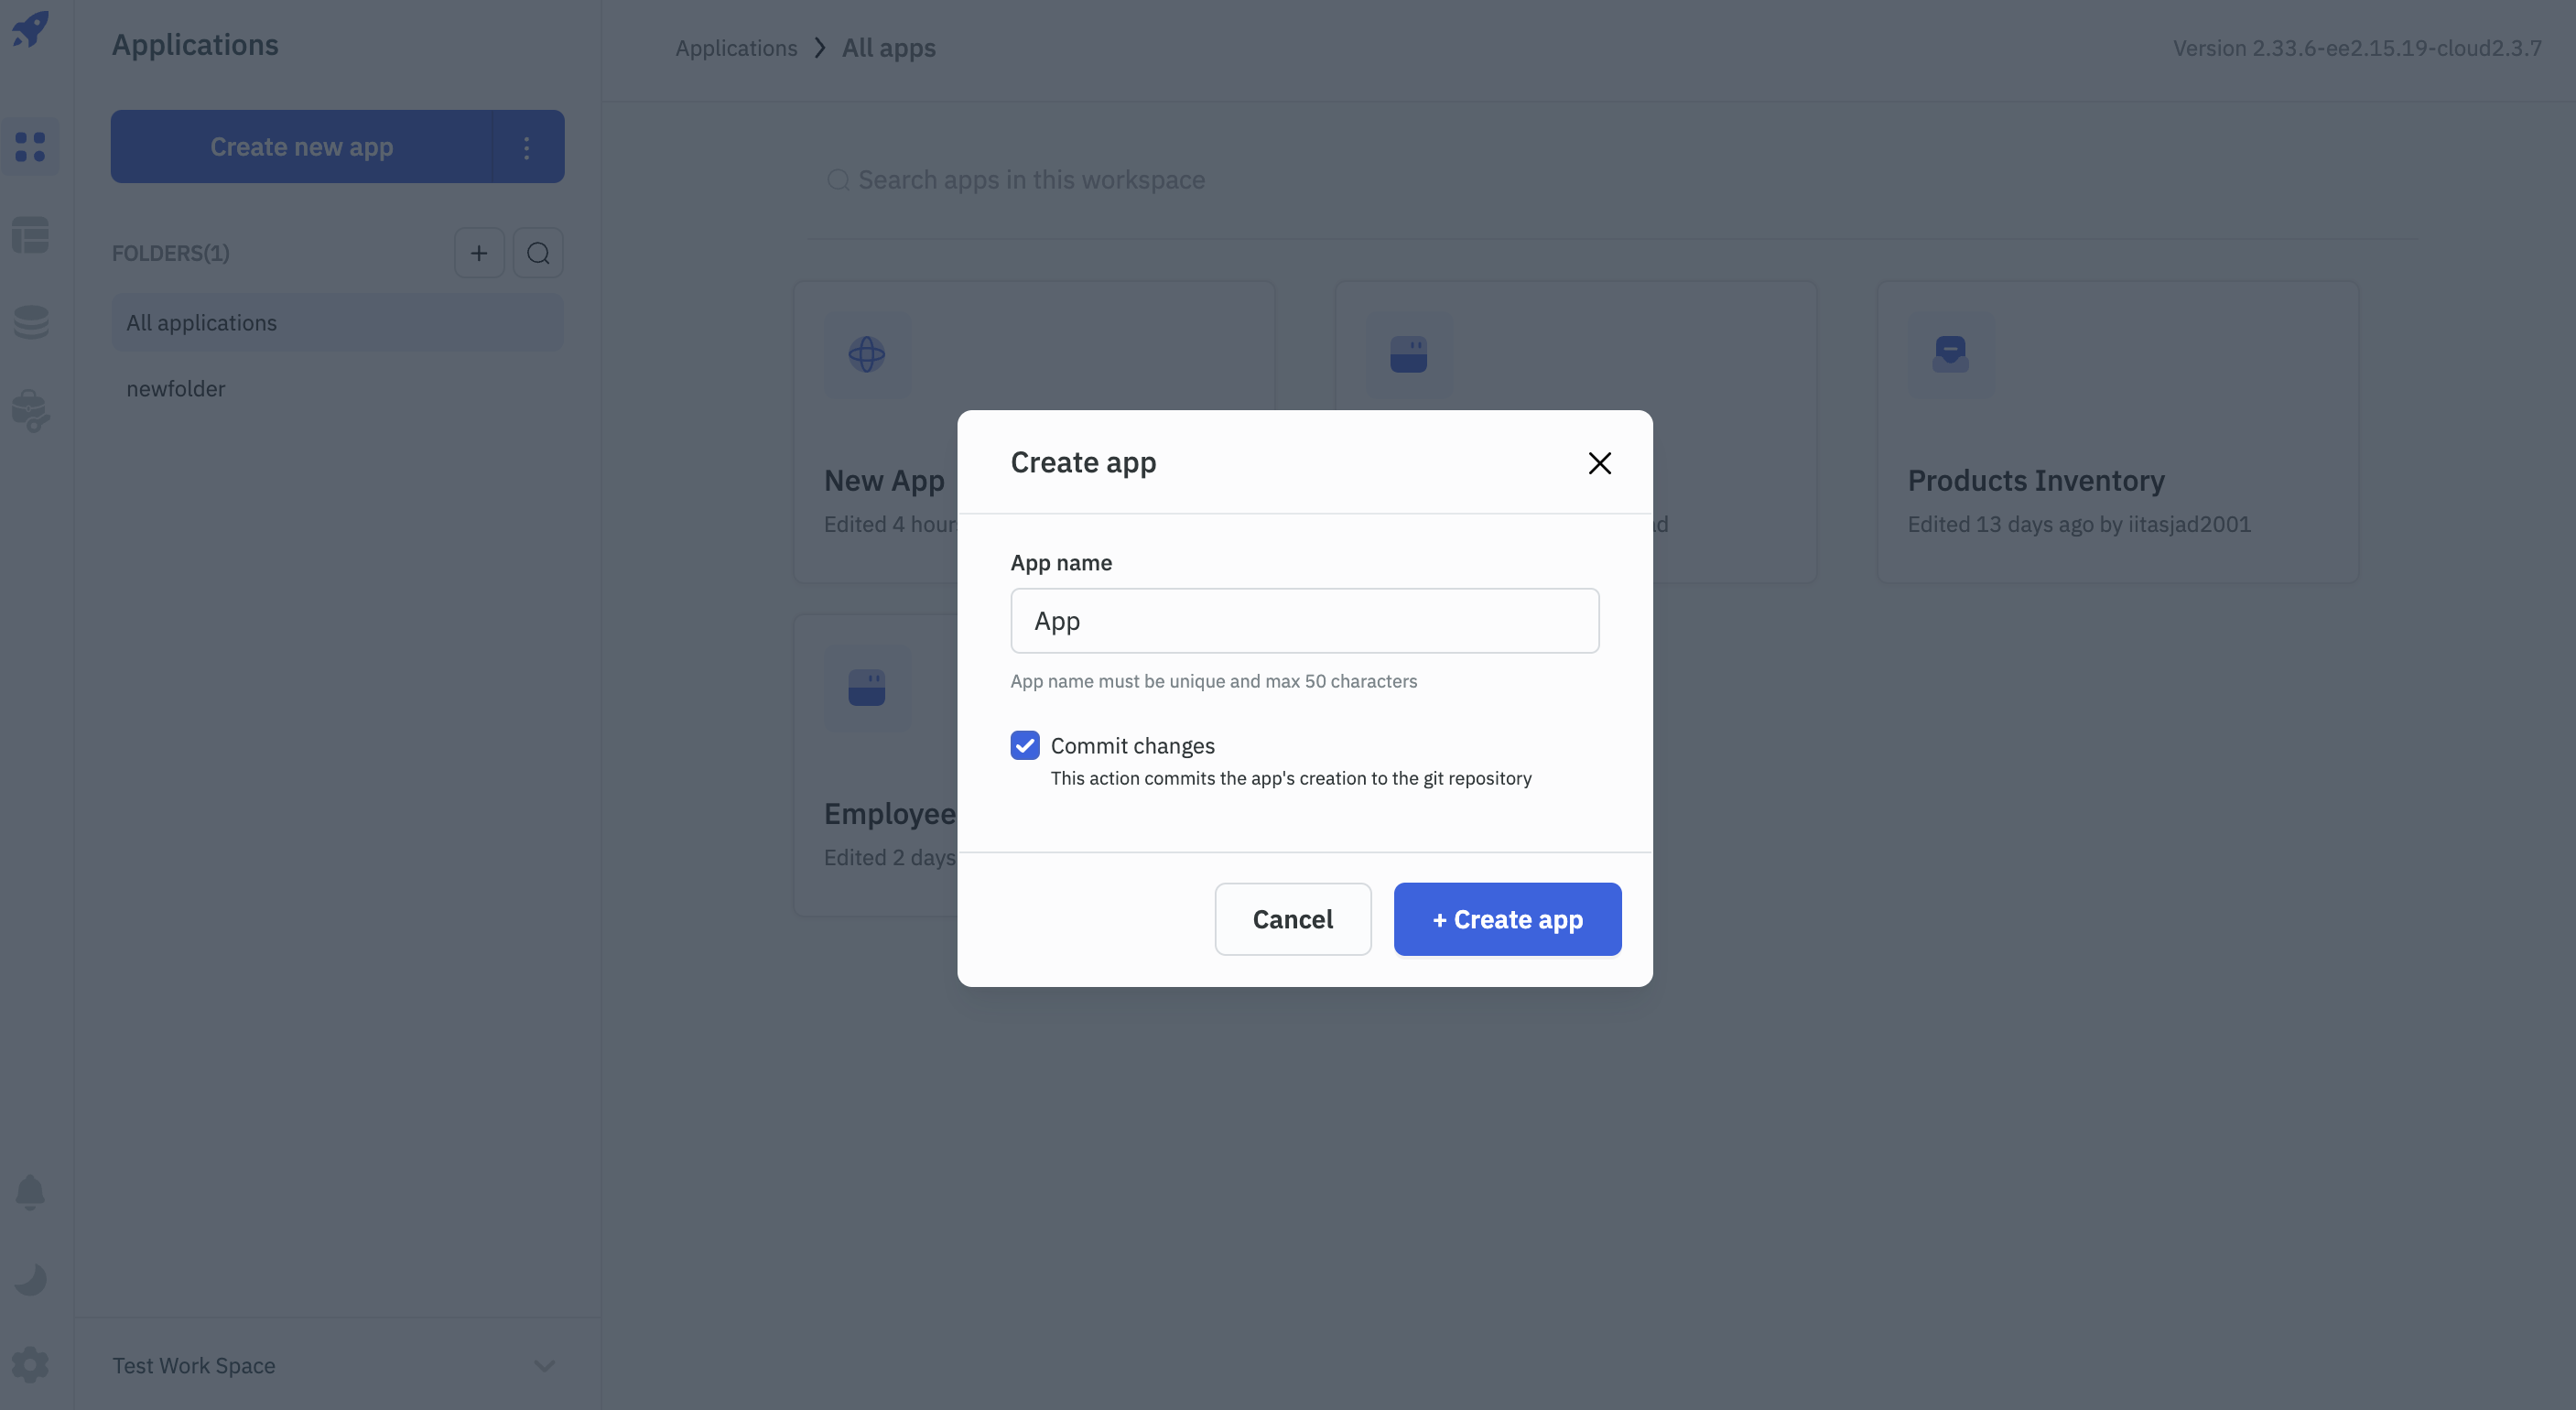 Applications
Create new app
FOLDERS(1)
All applications
newfolder
Test Work Space
Applications
All apps
Version 2.33.6-ee2.15.19-cloud2.3.7
Search apps in this workspace
New App
Edited 4 hour
Products Inventory
Edited 13 days ago by iitasjad2001
Employee
Edited 2 days
Create app
App name
App
App name must be unique and max 50 characters
Commit changes
This action commits the app's creation to the git repository
Cancel
+ Create app